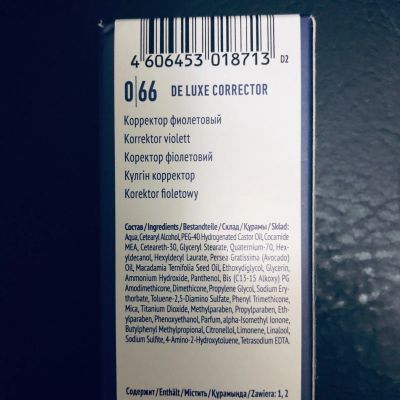 4 606453 018713 D2
0|66 DE LUXE CORRECTOR
Корректор фиолетовый
Korrektor violett
Коректор фіолетовий
Күлгін корректор
Korektor fioletowy
Состав / Ingredients / Bestandteile / Склад / Құрамы / Skład:
Aqua, Cetearyl Alcohol, PEG-40 Hydrogenated Castor Oil, Cocamide
MEA, Ceteareth-30, Glyceryl Stearate, Quaternium-70, Hex-
yldecanol, Hexyldecyl Laurate, Persea Gratissima (Avocado)
Oil, Macadamia Ternifolia Seed Oil, Ethoxydiglycol, Glycerin,
Ammonium Hydroxide, Panthenol, Bis (C13-15 Alkoxy) PG
Amodimethicone, Dimethicone, Propylene Glycol, Sodium Ery-
thorbate, Toluene-2,5-Diamino Sulfate, Phenyl Trimethicone,
Mica, Titanium Dioxide, Methylparaben, Propylparaben, Eth-
ylparaben, Phenoxyethanol, Parfum, alpha-Isomethyl Ionone,
Butylphenyl Methylpropional, Citronellol, Limonene, Linalool,
Sodium Sulfite, 4-Amino-2-Hydroxytoluene, Tetrasodium EDTA.
Содержит / Enthält / Містить / Құрамында / Zawiera: 1, 2